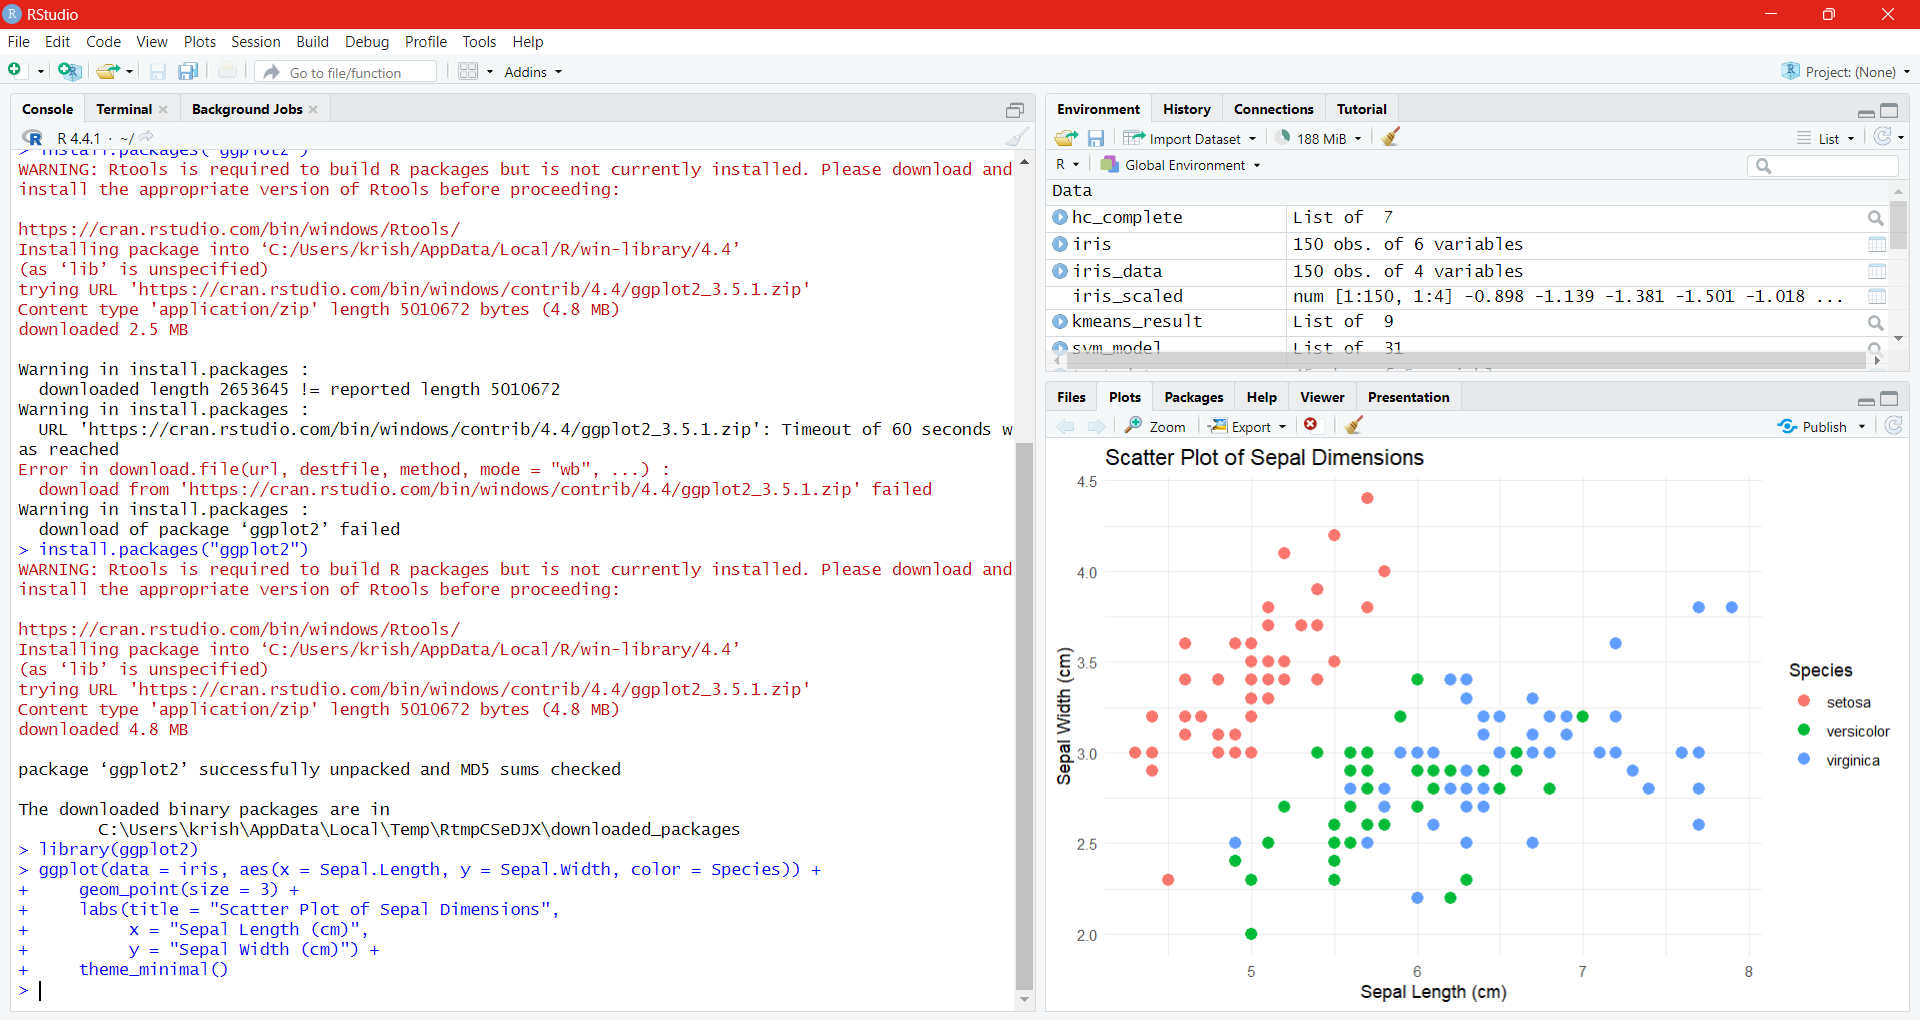 RStudio
File Edit Code View Plots Session Build Debug Profile Tools Help
Go to file/function Addins Project: (None)
Console Terminal Background Jobs
R 4.4.1 · ~/
> install.packages("ggplot2")
WARNING: Rtools is required to build R packages but is not currently installed. Please download and
install the appropriate version of Rtools before proceeding:
https://cran.rstudio.com/bin/windows/Rtools/
Installing package into ‘C:/Users/krish/AppData/Local/R/win-library/4.4’
(as ‘lib’ is unspecified)
trying URL 'https://cran.rstudio.com/bin/windows/contrib/4.4/ggplot2_3.5.1.zip'
Content type 'application/zip' length 5010672 bytes (4.8 MB)
downloaded 2.5 MB
Warning in install.packages :
downloaded length 2653645 != reported length 5010672
Warning in install.packages :
URL 'https://cran.rstudio.com/bin/windows/contrib/4.4/ggplot2_3.5.1.zip': Timeout of 60 seconds w
as reached
Error in download.file(url, destfile, method, mode = "wb", ...) :
download from 'https://cran.rstudio.com/bin/windows/contrib/4.4/ggplot2_3.5.1.zip' failed
Warning in install.packages :
download of package ‘ggplot2’ failed
> install.packages("ggplot2")
WARNING: Rtools is required to build R packages but is not currently installed. Please download and
install the appropriate version of Rtools before proceeding:
https://cran.rstudio.com/bin/windows/Rtools/
Installing package into ‘C:/Users/krish/AppData/Local/R/win-library/4.4’
(as ‘lib’ is unspecified)
trying URL 'https://cran.rstudio.com/bin/windows/contrib/4.4/ggplot2_3.5.1.zip'
Content type 'application/zip' length 5010672 bytes (4.8 MB)
downloaded 4.8 MB
package ‘ggplot2’ successfully unpacked and MD5 sums checked
The downloaded binary packages are in
C:\Users\krish\AppData\Local\Temp\RtmpCSeDJX\downloaded_packages
> library(ggplot2)
> ggplot(data = iris, aes(x = Sepal.Length, y = Sepal.Width, color = Species)) +
+ geom_point(size = 3) +
+ labs(title = "Scatter Plot of Sepal Dimensions",
+ x = "Sepal Length (cm)",
+ y = "Sepal Width (cm)") +
+ theme_minimal()
>
Environment History Connections Tutorial
Import Dataset 188 MiB List
R Global Environment
Data
hc_complete List of 7
iris 150 obs. of 6 variables
iris_data 150 obs. of 4 variables
iris_scaled num [1:150, 1:4] -0.898 -1.139 -1.381 -1.501 -1.018 ...
kmeans_result List of 9
svm_model List of 31
Files Plots Packages Help Viewer Presentation
Zoom Export Publish
Scatter Plot of Sepal Dimensions
4.5
4.0
3.5
3.0
2.5
2.0
Sepal Width (cm)
5 6 7 8
Sepal Length (cm)
Species
setosa
versicolor
virginica